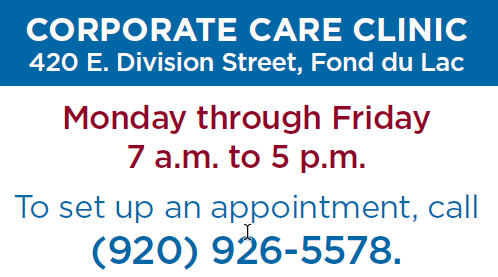 CORPORATE CARE CLINIC
420 E. Division Street, Fond du Lac
Monday through Friday
7 a.m. to 5 p.m.
To set up an appointment, call
(920) 926-5578.